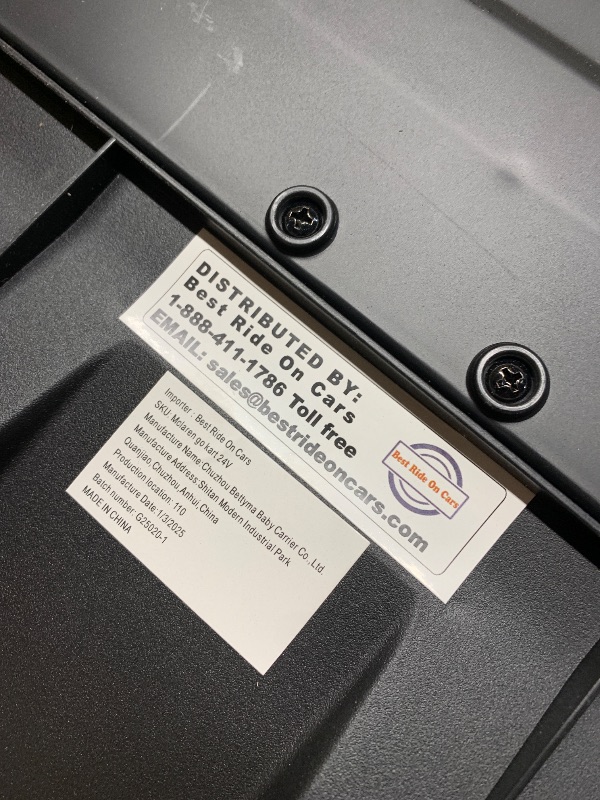 DISTRIBUTED BY:
Best Ride On Cars
1-888-411-1786 Toll free
EMAIL: sales@bestrideoncars.com
Best Ride On Cars
Importer : Best Ride On Cars
SKU: Mclaren go kart 24V
Manufacture Name:Chuzhou Bettyma Baby Carrier Co., Ltd.
Manufacture Address:Shitan Modern Industrial Park
Quanjiao,Chuzhou,Anhui,China
Production location: 110
Manufacture Date:1/3/2025
Batch number: G25020-1
MADE IN CHINA